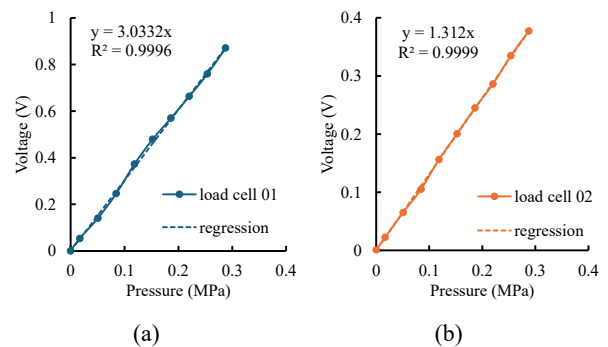 y = 3.0332x
R² = 0.9996
1
0.8
0.6
0.4
0.2
0
Voltage (V)
load cell 01
regression
0 0.1 0.2 0.3 0.4
Pressure (MPa)
(a)
y = 1.312x
R² = 0.9999
0.4
0.3
0.2
0.1
0
Voltage (V)
load cell 02
regression
0 0.1 0.2 0.3 0.4
Pressure (MPa)
(b)